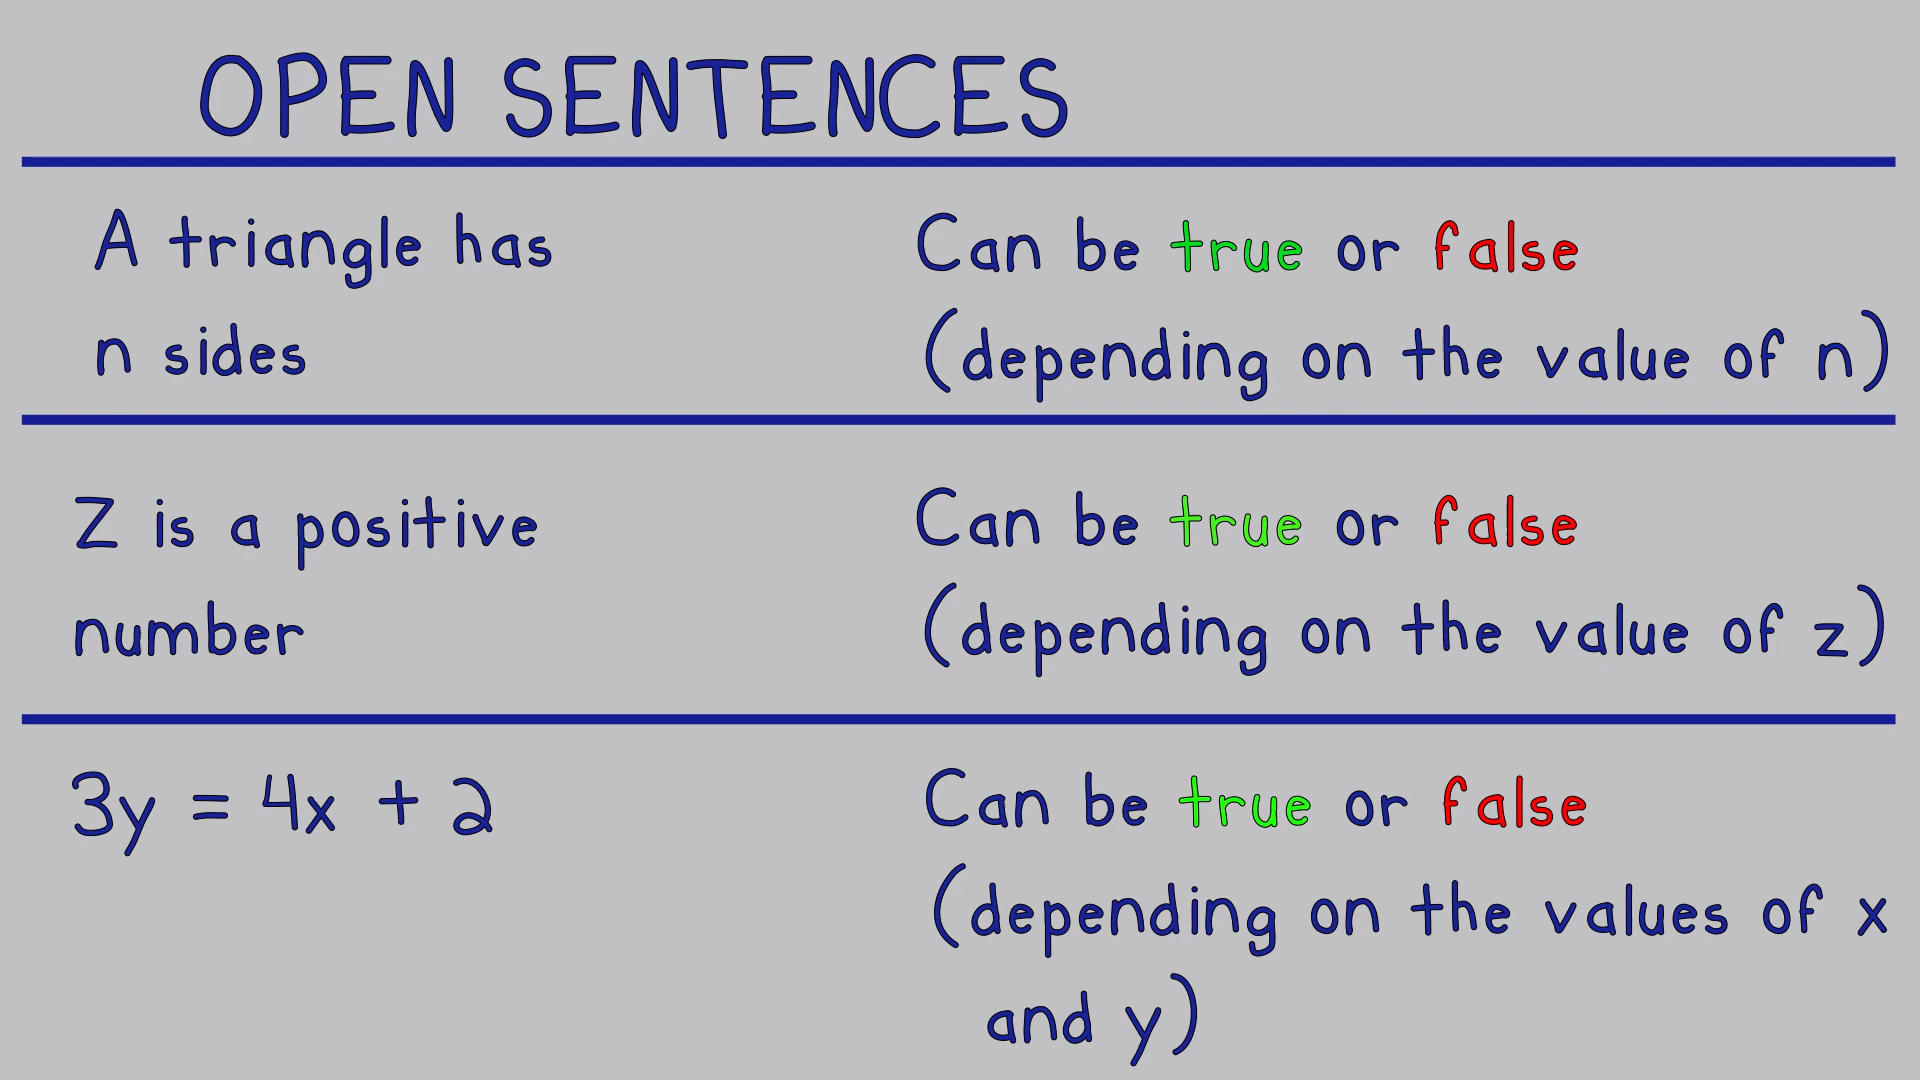 OPEN SENTENCES
A triangle has
n sides
Can be true or false
(depending on the value of n)
Z is a positive
number
Can be true or false
(depending on the value of z)
3y = 4x + 2
Can be true or false
(depending on the values of x
and y)